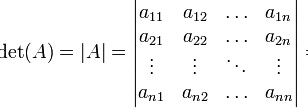 det(A) = |A| = | a₁₁ a₁₂ … a₁ₙ |
| a₂₁ a₂₂ … a₂ₙ |
| ⋮ ⋮ ⋱ ⋮ |
| aₙ₁ aₙ₂ … aₙₙ | =